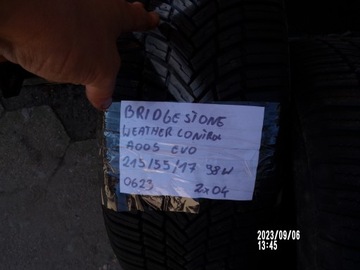 BRIDGESTONE
WEATHER CONTROL
A005 EVO
215/55/17 98W
0623 2x04
2023/09/06
13:45